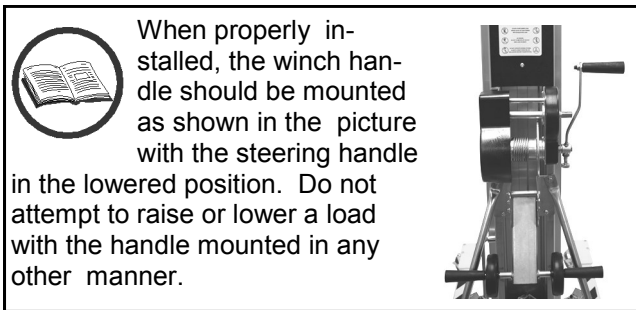 When properly in-
stalled, the winch han-
dle should be mounted
as shown in the picture
with the steering handle
in the lowered position. Do not
attempt to raise or lower a load
with the handle mounted in any
other manner.